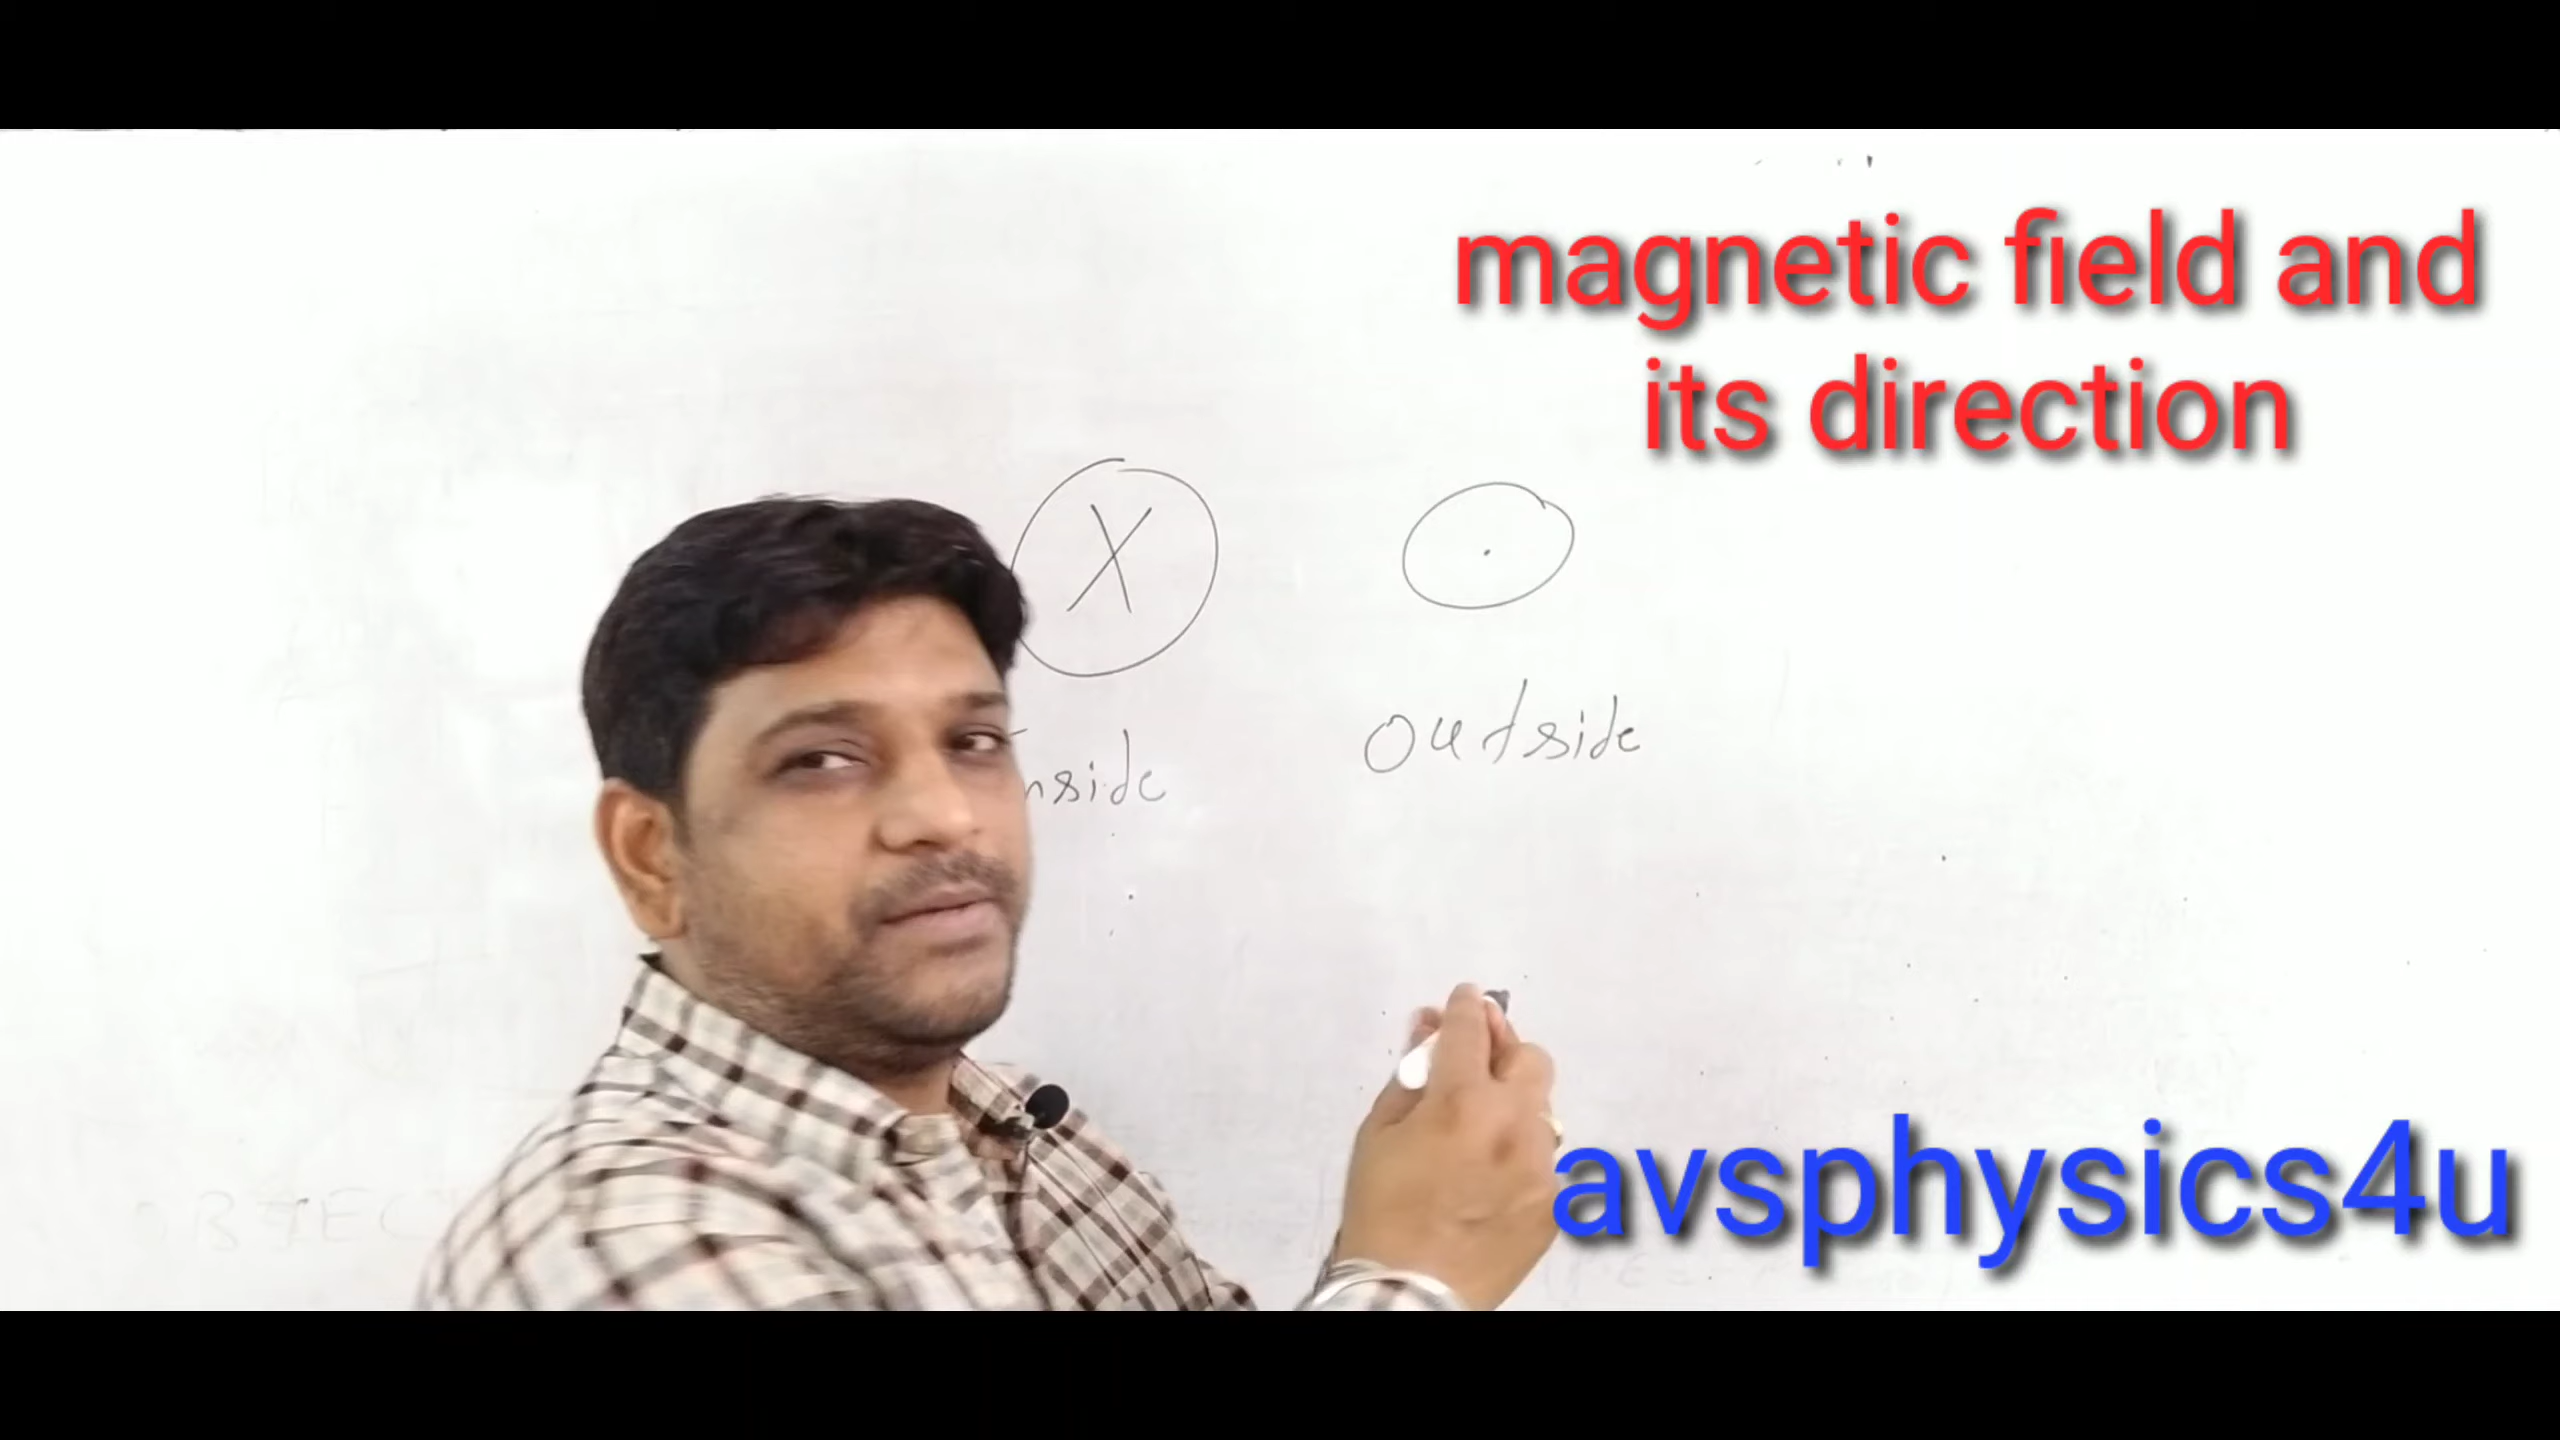 magnetic field and
its direction
X
outside
nside
avsphysics4u